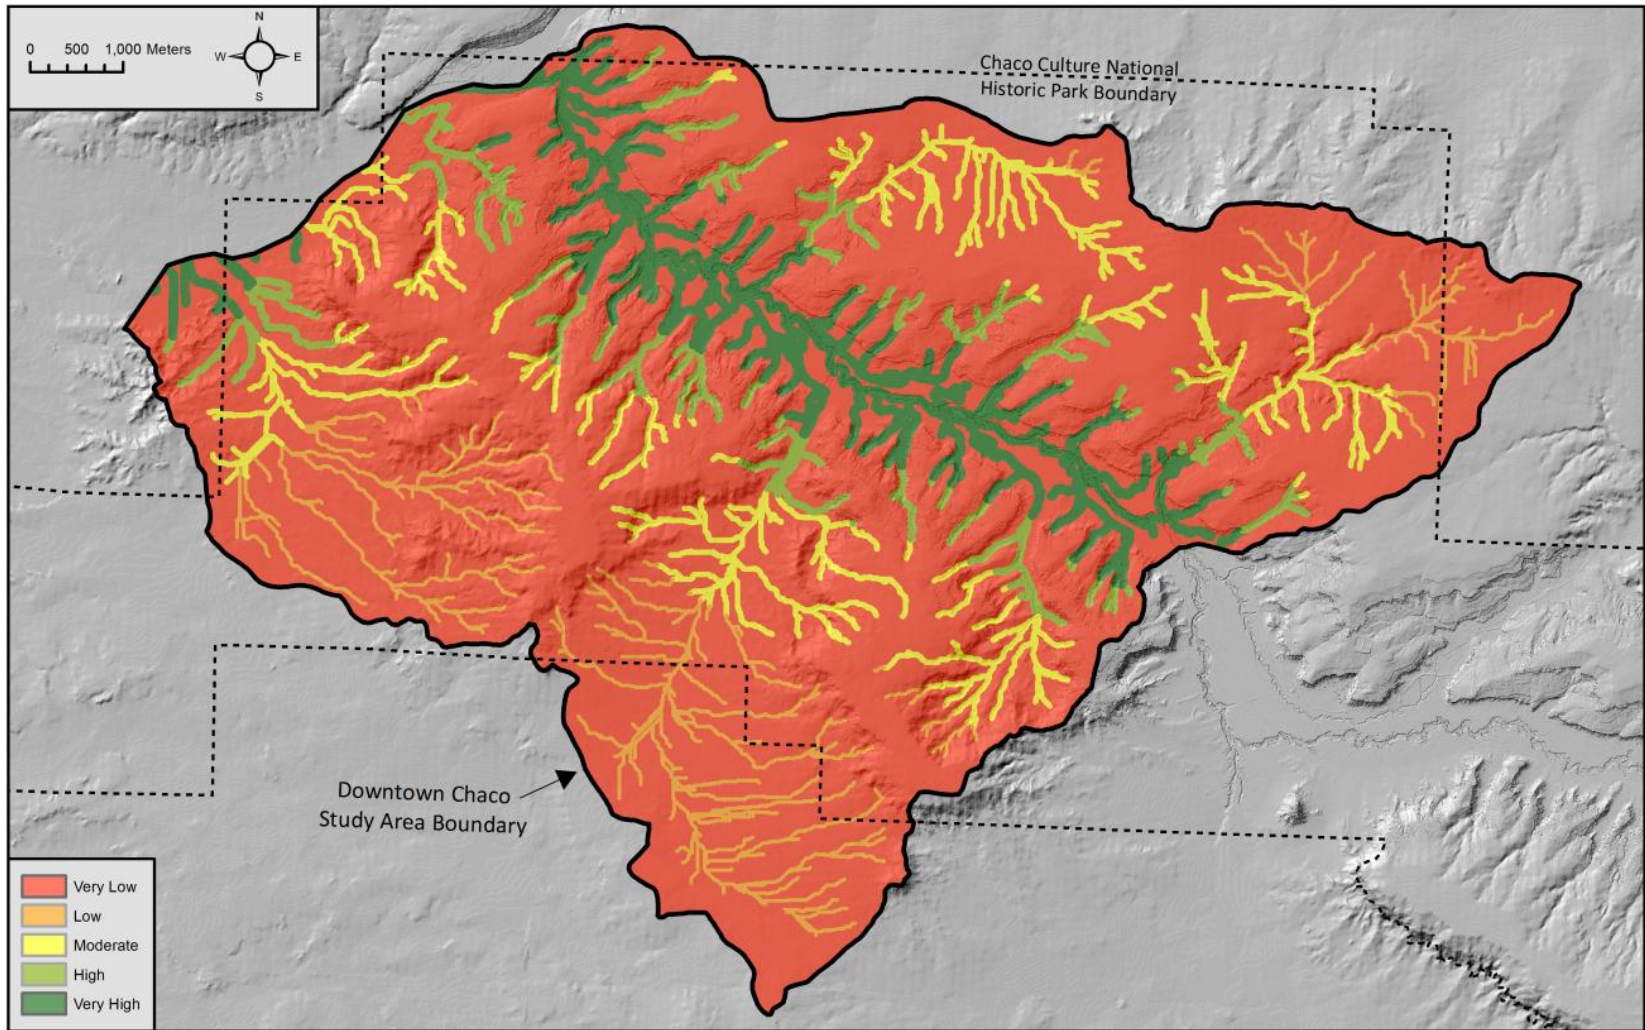 N
0 500 1,000 Meters
W E
S
Chaco Culture National
Historic Park Boundary
Downtown Chaco
Study Area Boundary
Very Low
Low
Moderate
High
Very High